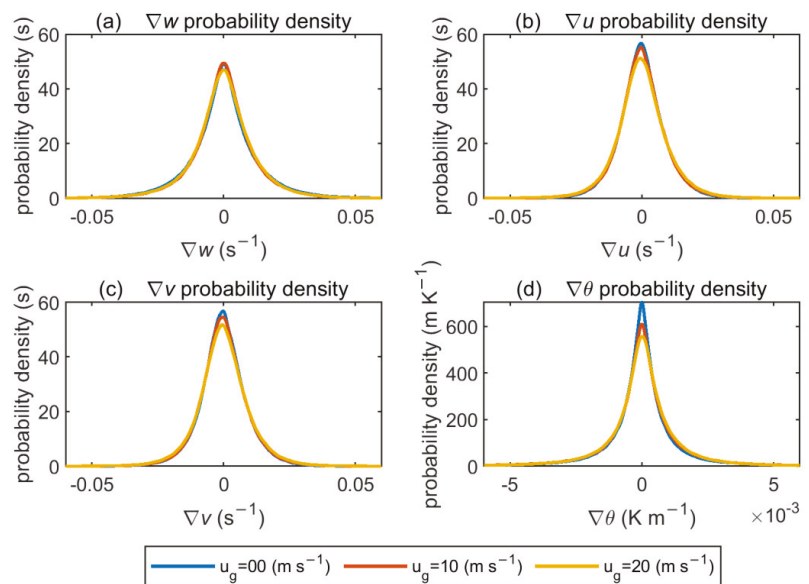 (a) ∇w probability density
probability density (s)
60
40
20
0
-0.05 0 0.05
∇w (s⁻¹)
(b) ∇u probability density
probability density (s)
60
40
20
0
-0.05 0 0.05
∇u (s⁻¹)
(c) ∇v probability density
probability density (s)
60
40
20
0
-0.05 0 0.05
∇v (s⁻¹)
(d) ∇θ probability density
probability density (m K⁻¹)
600
400
200
0
-5 0 5
×10⁻³
∇θ (K m⁻¹)
u_g=00 (m s⁻¹) u_g=10 (m s⁻¹) u_g=20 (m s⁻¹)